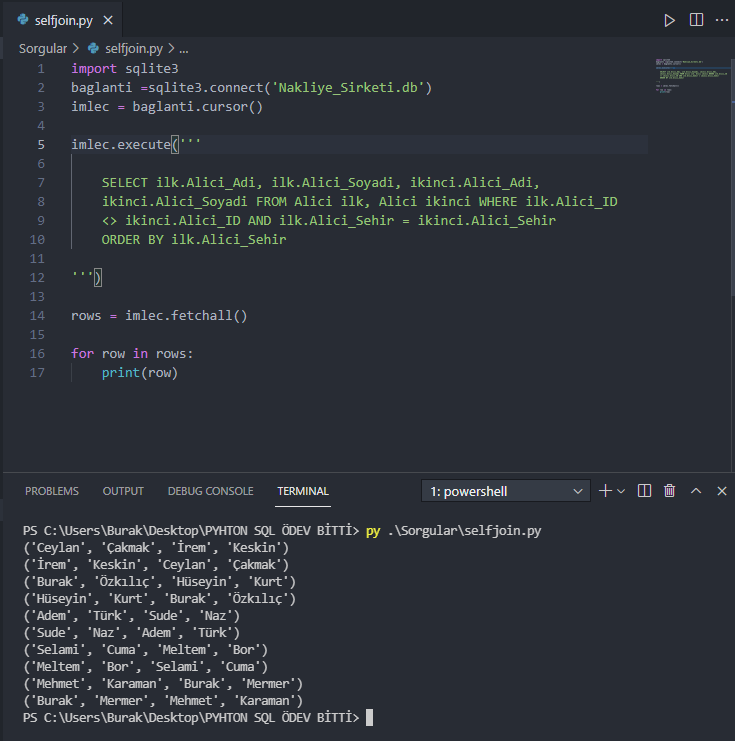 selfjoin.py
Sorgular > sefjoin.py > ...
1 import sqlite3
2 baglanti =sqlite3.connect('Nakliye_Sirketi.db')
3 imlec = baglanti.cursor()
4
5 imlec.execute('''
6
7 SELECT ilk.Alici_Adi, ilk.Alici_Soyadi, ikinci.Alici_Adi,
8 ikinci.Alici_Soyadi FROM Alici ilk, Alici ikinci WHERE ilk.Alici_ID
9 <> ikinci.Alici_ID AND ilk.Alici_Sehir = ikinci.Alici_Sehir
10 ORDER BY ilk.Alici_Sehir
11
12 ''')
13
14 rows = imlec.fetchall()
15
16 for row in rows:
17 print(row)
PROBLEMS OUTPUT DEBUG CONSOLE TERMINAL 1: powershell
PS C:\Users\Burak\Desktop\PYHTON SQL ÖDEV BİTTİ> py .\Sorgular\selfjoin.py
('Ceylan', 'Çakmak', 'İrem', 'Keskin')
('İrem', 'Keskin', 'Ceylan', 'Çakmak')
('Burak', 'Özkılıç', 'Hüseyin', 'Kurt')
('Hüseyin', 'Kurt', 'Burak', 'Özkılıç')
('Adem', 'Türk', 'Sude', 'Naz')
('Sude', 'Naz', 'Adem', 'Türk')
('Selami', 'Cuma', 'Meltem', 'Bor')
('Meltem', 'Bor', 'Selami', 'Cuma')
('Mehmet', 'Karaman', 'Burak', 'Mermer')
('Burak', 'Mermer', 'Mehmet', 'Karaman')
PS C:\Users\Burak\Desktop\PYHTON SQL ÖDEV BİTTİ>